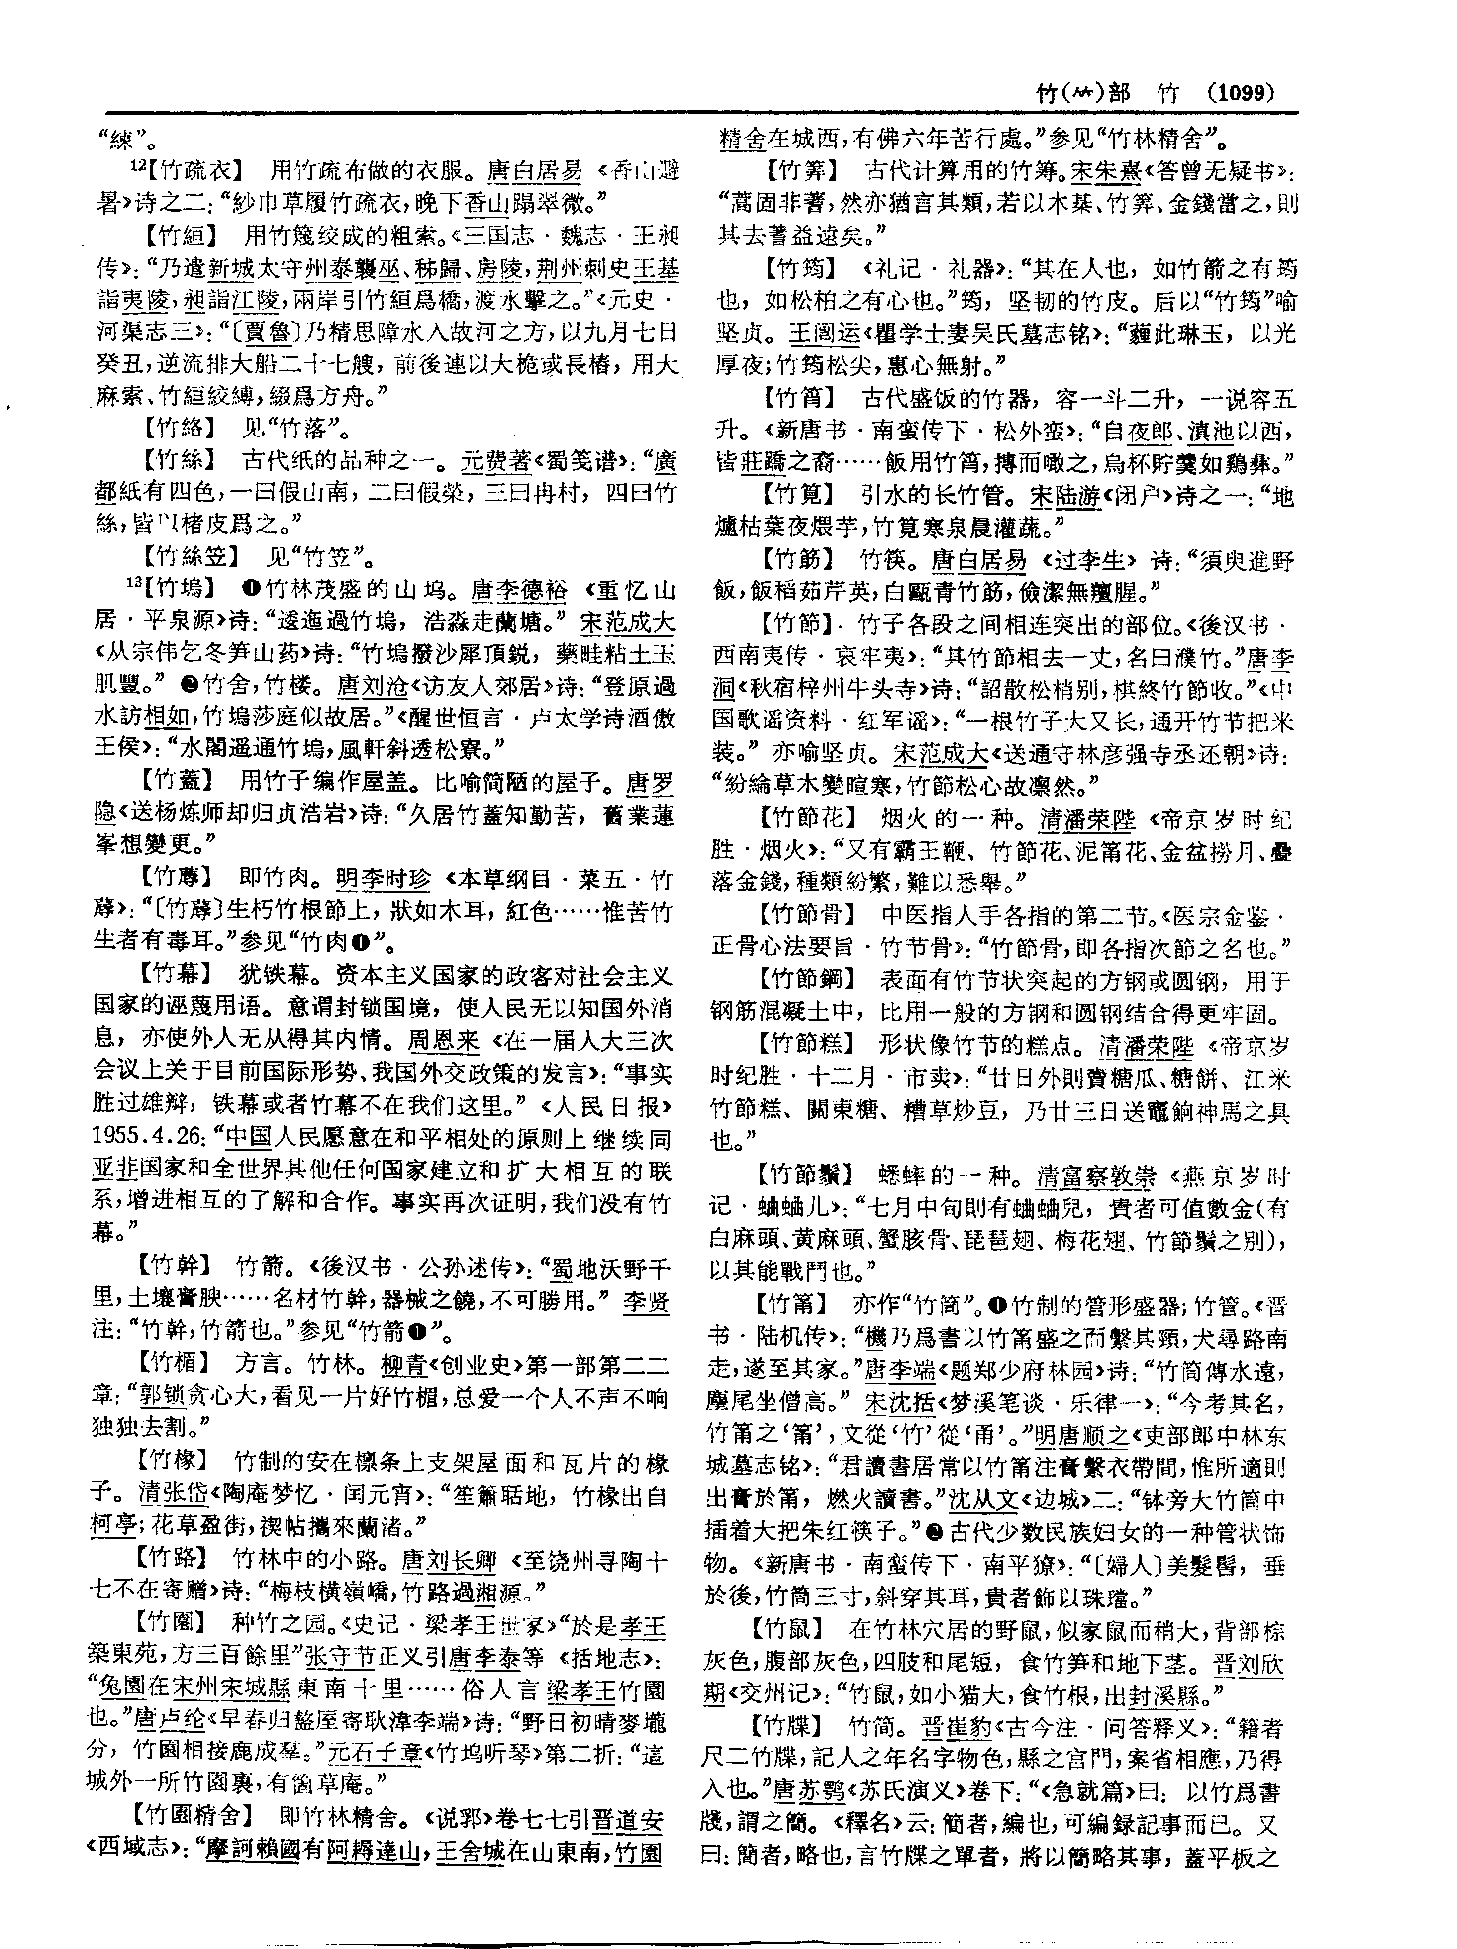 竹(⺮)部　竹　(1099)
“練”。
12【竹疏衣】　用竹疏布做的衣服。唐白居易《香山避
暑》诗之二：“紗巾草履竹疏衣，晚下香山蹋翠微。”
【竹絙】　用竹篾绞成的粗索。《三国志·魏志·王昶
传》：“乃遣新城太守州泰襲巫、秭歸、房陵，荆州刺史王基
詣夷陵，昶詣江陵，兩岸引竹絙爲橋，渡水擊之。”《元史·
河渠志三》：“〔賈魯〕乃精思障水入故河之方，以九月七日
癸丑，逆流排大船二十七艘，前後連以大桅或長樁，用大
麻索、竹絙絞縛，綴爲方舟。”
【竹絡】　见“竹落”。
【竹絲】　古代纸的品种之一。元费著《蜀笺谱》：“廣
都紙有四色，一曰假山南，二曰假榮，三曰冉村，四曰竹
絲，皆以楮皮爲之。”
【竹絲笠】　见“竹笠”。
13【竹塢】　❶竹林茂盛的山坞。唐李德裕《重忆山
居·平泉源》诗：“逶迤過竹塢，浩淼走蘭塘。”宋范成大
《从宗伟乞冬笋山药》诗：“竹塢撥沙犀頂鋭，藥畦粘土玉
肌豐。”❷竹舍，竹楼。唐刘沧《访友人郊居》诗：“登原過
水訪相如，竹塢莎庭似故居。”《醒世恒言·卢太学诗酒傲
王侯》：“水閣遥通竹塢，風軒斜透松寮。”
【竹蓋】　用竹子编作屋盖。比喻简陋的屋子。唐罗
隐《送杨炼师却归贞浩岩》诗：“久居竹蓋知勤苦，舊業蓮
峯想變更。”
【竹蓐】　即竹肉。明李时珍《本草纲目·菜五·竹
蓐》：“〔竹蓐〕生朽竹根節上，狀如木耳，紅色……惟苦竹
生者有毒耳。”参见“竹肉❶”。
【竹幕】　犹铁幕。资本主义国家的政客对社会主义
国家的诬蔑用语。意谓封锁国境，使人民无以知国外消
息，亦使外人无从得其内情。周恩来《在一届人大三次
会议上关于目前国际形势、我国外交政策的发言》：“事实
胜过雄辩，铁幕或者竹幕不在我们这里。”《人民日报》
1955.4.26：“中国人民愿意在和平相处的原则上继续同
亚非国家和全世界其他任何国家建立和扩大相互的联
系，增进相互的了解和合作。事实再次证明，我们没有竹
幕。”
【竹幹】　竹箭。《後汉书·公孙述传》：“蜀地沃野千
里，土壤膏腴……名材竹幹，器械之饒，不可勝用。”李贤
注：“竹幹，竹箭也。”参见“竹箭❶”。
【竹楣】　方言。竹林。柳青《创业史》第一部第二二
章：“郭锁贪心大，看见一片好竹楣，总爱一个人不声不响
独独去割。”
【竹椽】　竹制的安在檩条上支架屋面和瓦片的椽
子。清张岱《陶庵梦忆·闰元宵》：“笙簫聒地，竹椽出自
柯亭；花草盈街，禊帖攜來蘭渚。”
【竹路】　竹林中的小路。唐刘长卿《至饶州寻陶十
七不在寄赠》诗：“梅枝橫嶺嶠，竹路過湘源。”
【竹園】　种竹之园。《史记·梁孝王世家》“於是孝王
築東苑，方三百餘里”张守节正义引唐李泰等《括地志》：
“兔園在宋州宋城縣東南十里……俗人言梁孝王竹園
也。”唐卢纶《早春归盩厔寄耿漳李端》诗：“野日初晴麥壠
分，竹園相接鹿成羣。”元石子章《竹坞听琴》第二折：“這
城外一所竹園裏，有箇草庵。”
【竹園精舍】　即竹林精舍。《说郛》卷七七引晋道安
《西域志》：“摩訶賴國有阿耨達山，王舍城在山東南，竹園
精舍在城西，有佛六年苦行處。”参见“竹林精舍”。
【竹筭】　古代计算用的竹筹。宋朱熹《答曾无疑书》：
“蓍固非蓍，然亦猶言其類，若以木棊、竹筭、金錢當之，則
其去蓍益遠矣。”
【竹筠】　《礼记·礼器》：“其在人也，如竹箭之有筠
也，如松柏之有心也。”筠，坚韧的竹皮。后以“竹筠”喻
坚贞。王闿运《瞿学士妻吴氏墓志铭》：“薶此琳玉，以光
厚夜；竹筠松尖，惠心無射。”
【竹筲】　古代盛饭的竹器，容一斗二升，一说容五
升。《新唐书·南蛮传下·松外蛮》：“自夜郎、滇池以西，
皆莊蹻之裔……飯用竹筲，摶而噉之，烏杯貯羹如鷄彝。”
【竹筧】　引水的长竹管。宋陆游《闭户》诗之一：“地
爐枯葉夜煨芋，竹筧寒泉晨灌蔬。”
【竹筯】　竹筷。唐白居易《过李生》诗：“須臾進野
飯，飯稻茹芹英，白甌青竹筯，儉潔無羶腥。”
【竹節】　竹子各段之间相连突出的部位。《後汉书·
西南夷传·哀牢夷》：“其竹節相去一丈，名曰濮竹。”唐李
洞《秋宿梓州牛头寺》诗：“詔散松梢别，棋終竹節收。”《中
国歌谣资料·红军谣》：“一根竹子大又长，通开竹节把米
装。”亦喻坚贞。宋范成大《送通守林彦强寺丞还朝》诗：
“紛綸草木變暄寒，竹節松心故凛然。”
【竹節花】　烟火的一种。清潘荣陛《帝京岁时纪
胜·烟火》：“又有霸王鞭、竹節花、泥筩花、金盆撈月、疊
落金錢，種類紛繁，難以悉舉。”
【竹節骨】　中医指人手各指的第二节。《医宗金鉴·
正骨心法要旨·竹节骨》：“竹節骨，即各指次節之名也。”
【竹節鋼】　表面有竹节状突起的方钢或圆钢，用于
钢筋混凝土中，比用一般的方钢和圆钢结合得更牢固。
【竹節糕】　形状像竹节的糕点。清潘荣陛《帝京岁
时纪胜·十二月·市卖》：“廿日外則賣糖瓜、糖餅、江米
竹節糕、關東糖、糟草炒豆，乃廿三日送竈餉神馬之具
也。”
【竹節鬚】　蟋蟀的一种。清富察敦崇《燕京岁时
记·蛐蛐儿》：“七月中旬則有蛐蛐兒，貴者可值數金（有
白麻頭、黄麻頭、蟹胲青、琵琶翅、梅花翅、竹節鬚之别），
以其能戰鬥也。”
【竹筩】　亦作“竹筒”。❶竹制的管形盛器；竹管。《晋
书·陆机传》：“機乃爲書以竹筩盛之而繫其頸，犬尋路南
走，遂至其家。”唐李端《题郑少府林园》诗：“竹筒傳水遠，
麈尾坐僧高。”宋沈括《梦溪笔谈·乐律一》：“今考其名，
竹筩之‘筩’，文從‘竹’從‘甬’。”明唐顺之《吏部郎中林东
城墓志铭》：“君讀書居常以竹筩注膏繫衣帶間，惟所適則
出膏於筩，燃火讀書。”沈从文《边城》二：“钵旁大竹筒中
插着大把朱红筷子。”❷古代少数民族妇女的一种管状饰
物。《新唐书·南蛮传下·南平獠》：“〔婦人〕美髮髻，垂
於後，竹筒三寸，斜穿其耳，貴者飾以珠璫。”
【竹鼠】　在竹林穴居的野鼠，似家鼠而稍大，背部棕
灰色，腹部灰色，四肢和尾短，食竹笋和地下茎。晋刘欣
期《交州记》：“竹鼠，如小猫大，食竹根，出封溪縣。”
【竹牒】　竹简。晋崔豹《古今注·问答释义》：“籍者
尺二竹牒，記人之年名字物色，縣之宫門，案省相應，乃得
入也。”唐苏鹗《苏氏演义》卷下：“《急就篇》曰：以竹爲書
牋，謂之簡。《釋名》云：簡者，編也，可編録記事而已。又
曰：簡者，略也，言竹牒之單者，將以簡略其事，蓋平板之